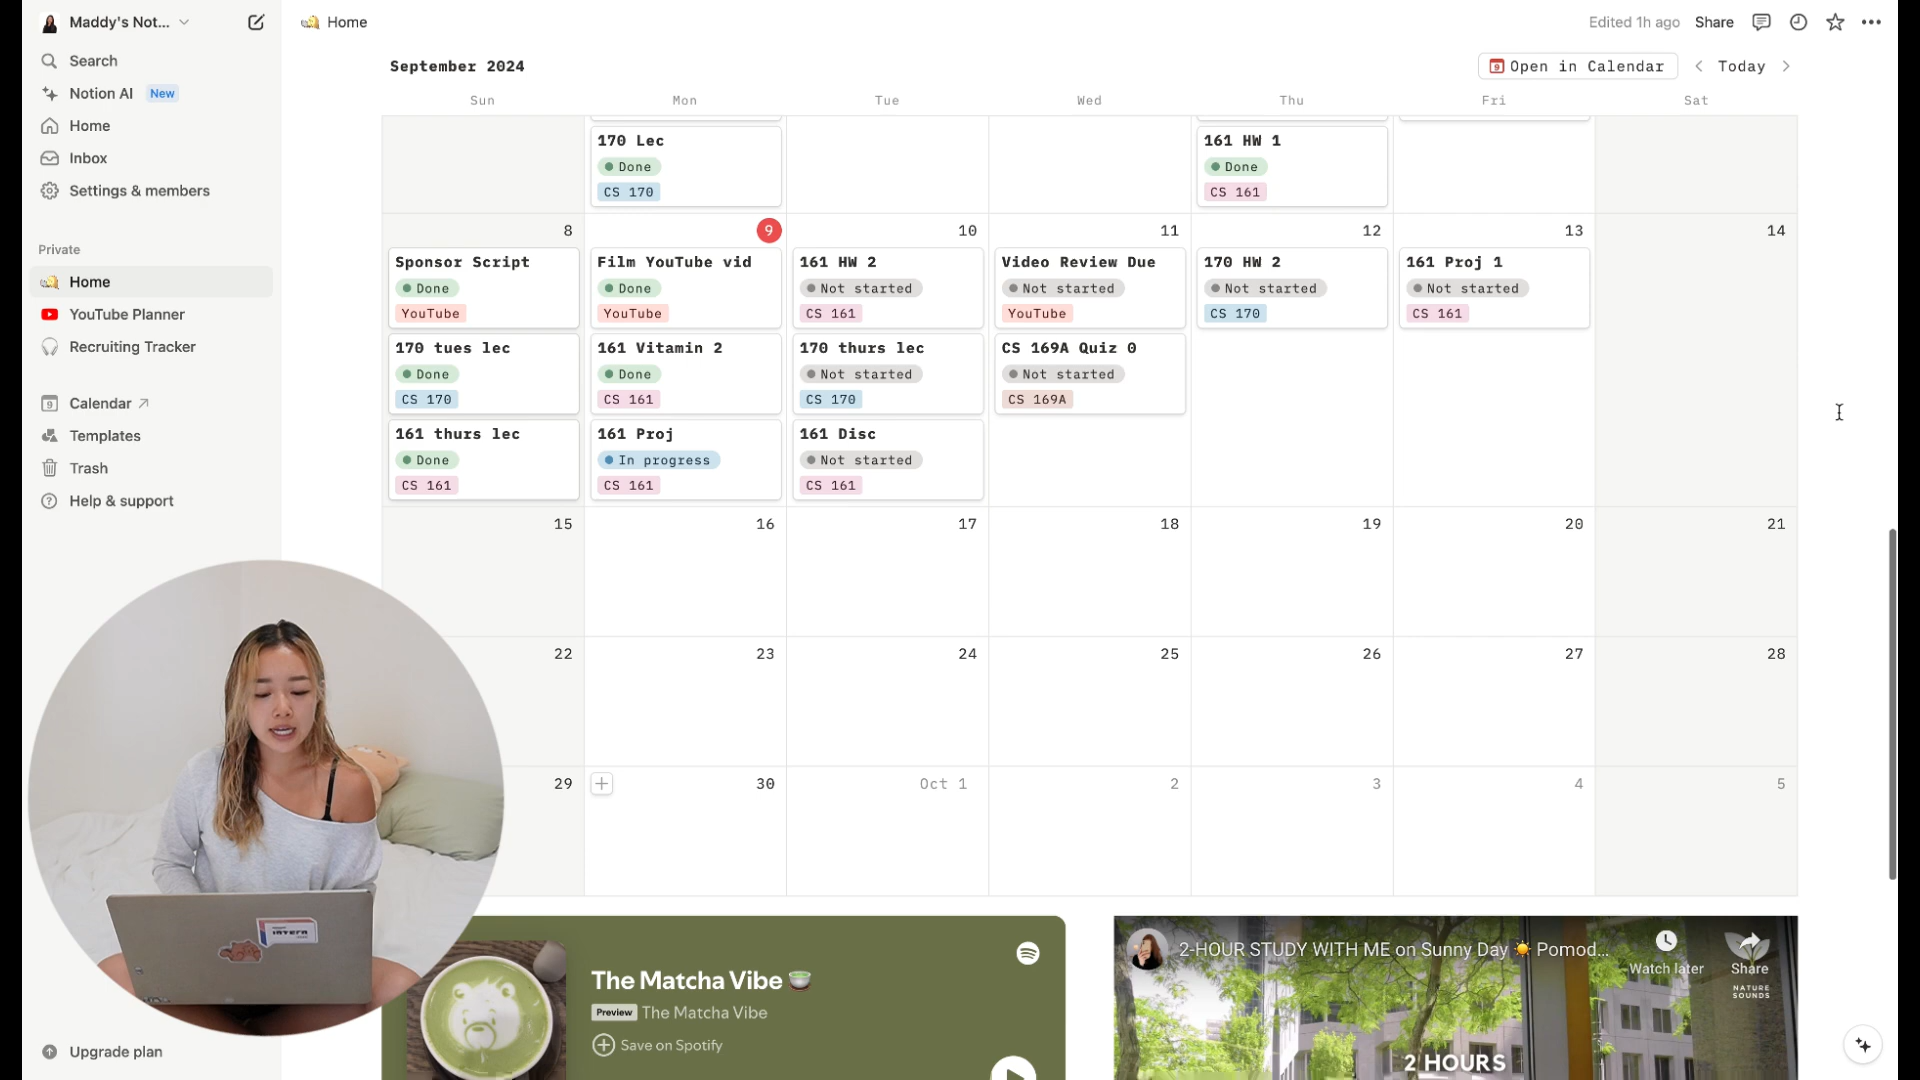 Maddy's Not...
Search
Notion AI New
Home
Inbox
Settings & members
Private
Home
YouTube Planner
Recruiting Tracker
Calendar
Templates
Trash
Help & support
Upgrade plan
Home
Edited 1h ago Share
September 2024
Open in Calendar Today
Sun Mon Tue Wed Thu Fri Sat
170 Lec
Done
CS 170
161 HW 1
Done
CS 161
8
Sponsor Script
Done
YouTube
170 tues lec
Done
CS 170
161 thurs lec
Done
CS 161
9
Film YouTube vid
Done
YouTube
161 Vitamin 2
Done
CS 161
161 Proj
In progress
CS 161
10
161 HW 2
Not started
CS 161
170 thurs lec
Not started
CS 170
161 Disc
Not started
CS 161
11
Video Review Due
Not started
YouTube
CS 169A Quiz 0
Not started
CS 169A
12
170 HW 2
Not started
CS 170
13
161 Proj 1
Not started
CS 161
14
15 16 17 18 19 20 21
22 23 24 25 26 27 28
29 30 Oct 1 2 3 4 5
intern
The Matcha Vibe
Preview The Matcha Vibe
Save on Spotify
2-HOUR STUDY WITH ME on Sunny Day ☀️ Pomod...
Watch later
Share
NATURE
SOUNDS
2 HOURS